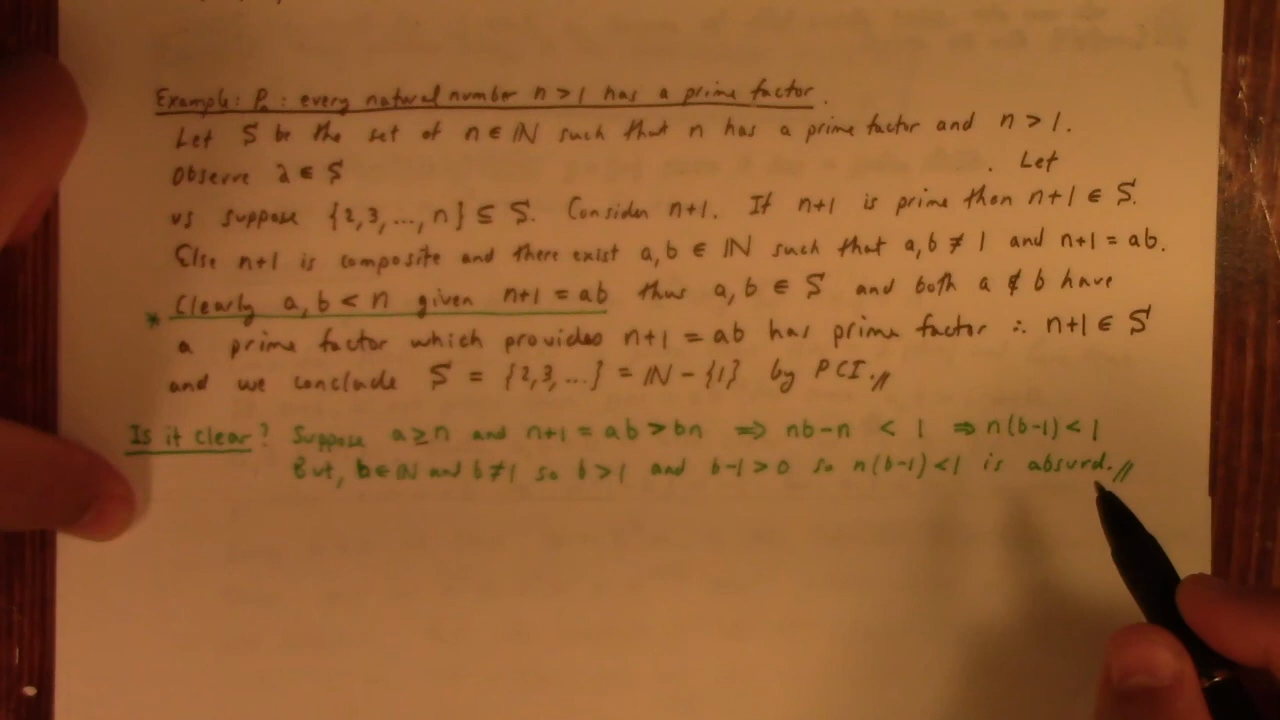 Example: Pₙ: every natural number n > 1 has a prime factor.
Let S be the set of n ∈ ℕ such that n has a prime factor and n > 1.
Observe 2 ∈ S . Let
us suppose {2,3,...,n} ⊆ S. Consider n+1. If n+1 is prime then n+1 ∈ S.
Else n+1 is composite and there exist a,b ∈ ℕ such that a,b ≠ 1 and n+1 = ab.
* Clearly a,b < n given n+1 = ab thus a,b ∈ S and both a & b have
a prime factor which provides n+1 = ab has prime factor ∴ n+1 ∈ S
and we conclude S = {2,3,...} = ℕ - {1} by PCI.//
Is it clear? Suppose a ≥ n and n+1 = ab > bn ⇒ nb-n < 1 ⇒ n(b-1) < 1
But, b ∈ ℕ and b ≠ 1 so b > 1 and b-1 > 0 so n(b-1) < 1 is absurd.//